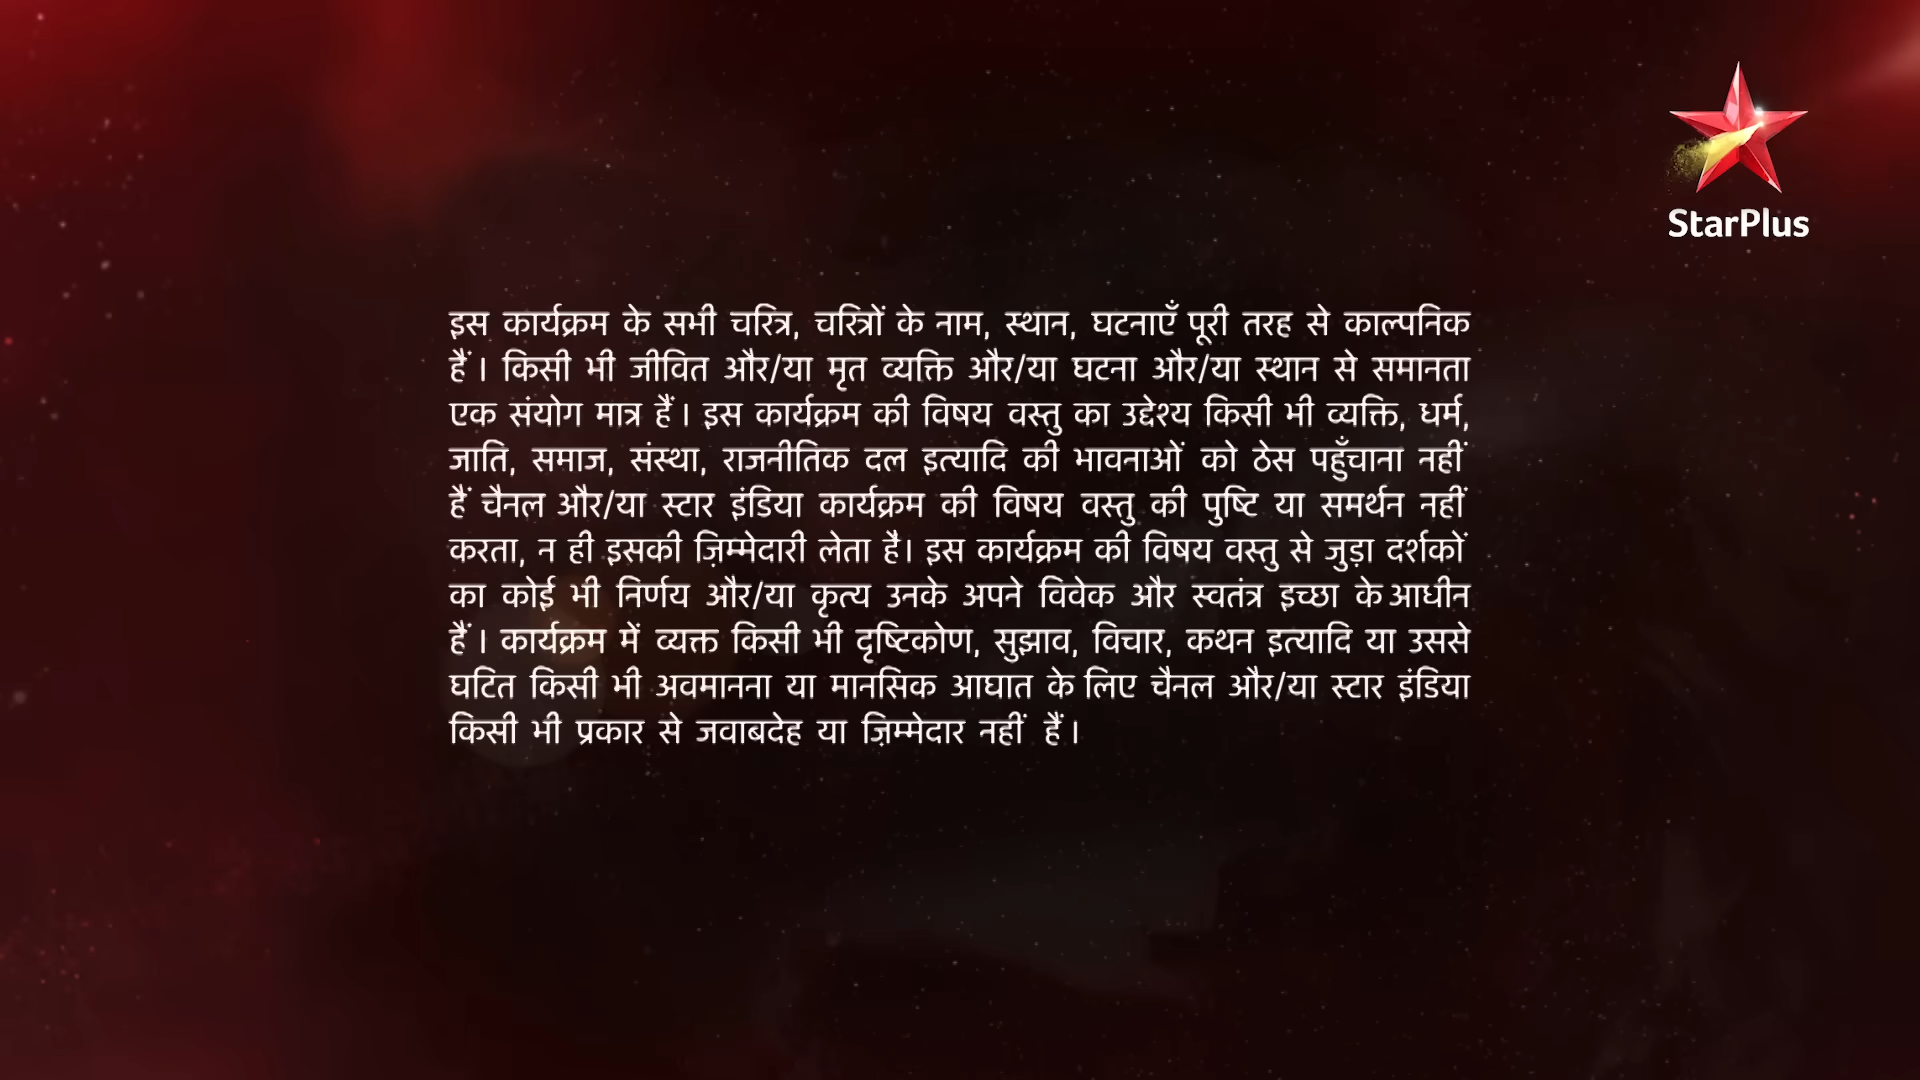 StarPlus
इस कार्यक्रम के सभी चरित्र, चरित्रों के नाम, स्थान, घटनाएँ पूरी तरह से काल्पनिक
हैं । किसी भी जीवित और/या मृत व्यक्ति और/या घटना और/या स्थान से समानता
एक संयोग मात्र हैं । इस कार्यक्रम की विषय वस्तु का उद्देश्य किसी भी व्यक्ति, धर्म,
जाति, समाज, संस्था, राजनीतिक दल इत्यादि की भावनाओं को ठेस पहुँचाना नहीं
हैं चैनल और/या स्टार इंडिया कार्यक्रम की विषय वस्तु की पुष्टि या समर्थन नहीं
करता, न ही इसकी ज़िम्मेदारी लेता है। इस कार्यक्रम की विषय वस्तु से जुड़ा दर्शकों
का कोई भी निर्णय और/या कृत्य उनके अपने विवेक और स्वतंत्र इच्छा के आधीन
हैं । कार्यक्रम में व्यक्त किसी भी दृष्टिकोण, सुझाव, विचार, कथन इत्यादि या उससे
घटित किसी भी अवमानना या मानसिक आघात के लिए चैनल और/या स्टार इंडिया
किसी भी प्रकार से जवाबदेह या ज़िम्मेदार नहीं हैं ।